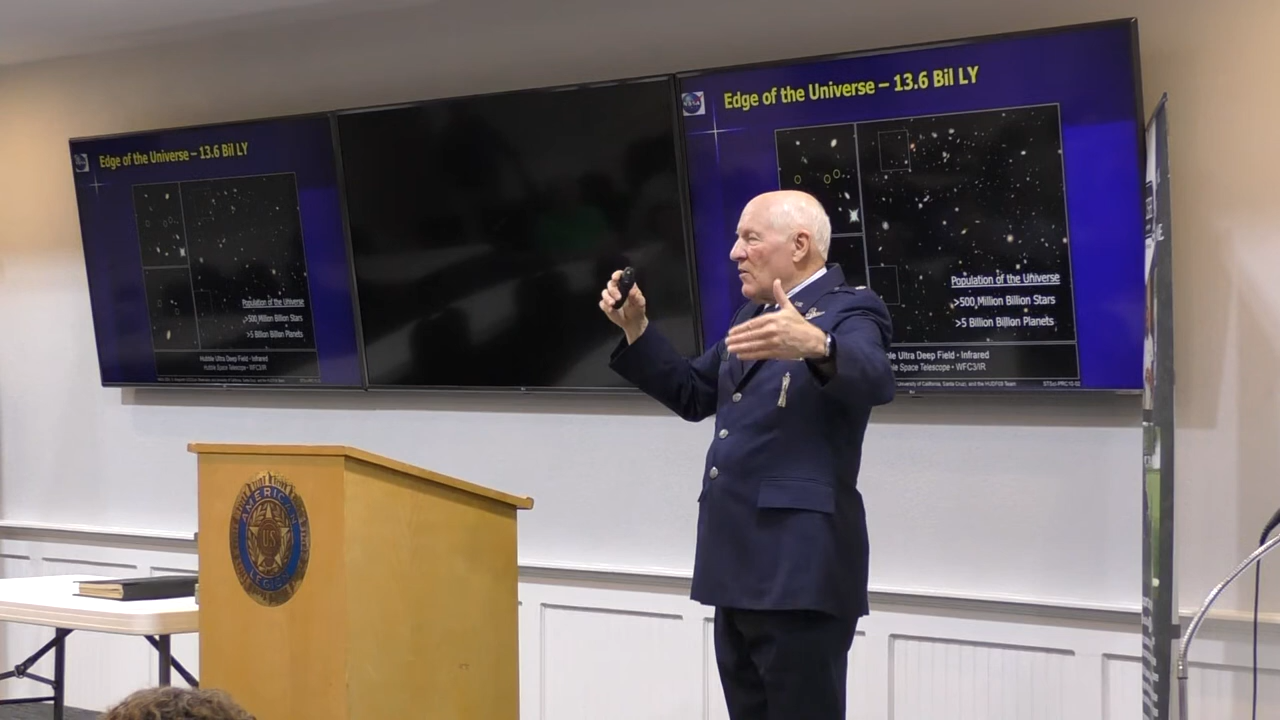 Edge of the Universe – 13.6 Bil LY
Population of the Universe
>500 Million Billion Stars
>5 Billion Billion Planets
Hubble Ultra Deep Field • Infrared
Hubble Space Telescope • WFC3/IR
NASA
Edge of the Universe – 13.6 Bil LY
Population of the Universe
>500 Million Billion Stars
>5 Billion Billion Planets
ble Ultra Deep Field - Infrared
Space Telescope • WFC3/IR
University of California, Santa Cruz, and the HUDF09 Team
AMERICAN
US
LEGION